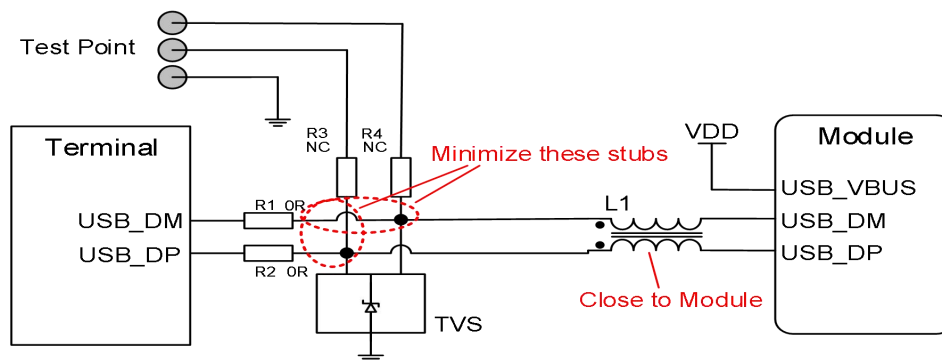 Test Point
Terminal
USB_DM
USB_DP
R1 0R
R2 0R
R3
NC
R4
NC
Minimize these stubs
TVS
L1
Close to Module
VDD
Module
USB_VBUS
USB_DM
USB_DP